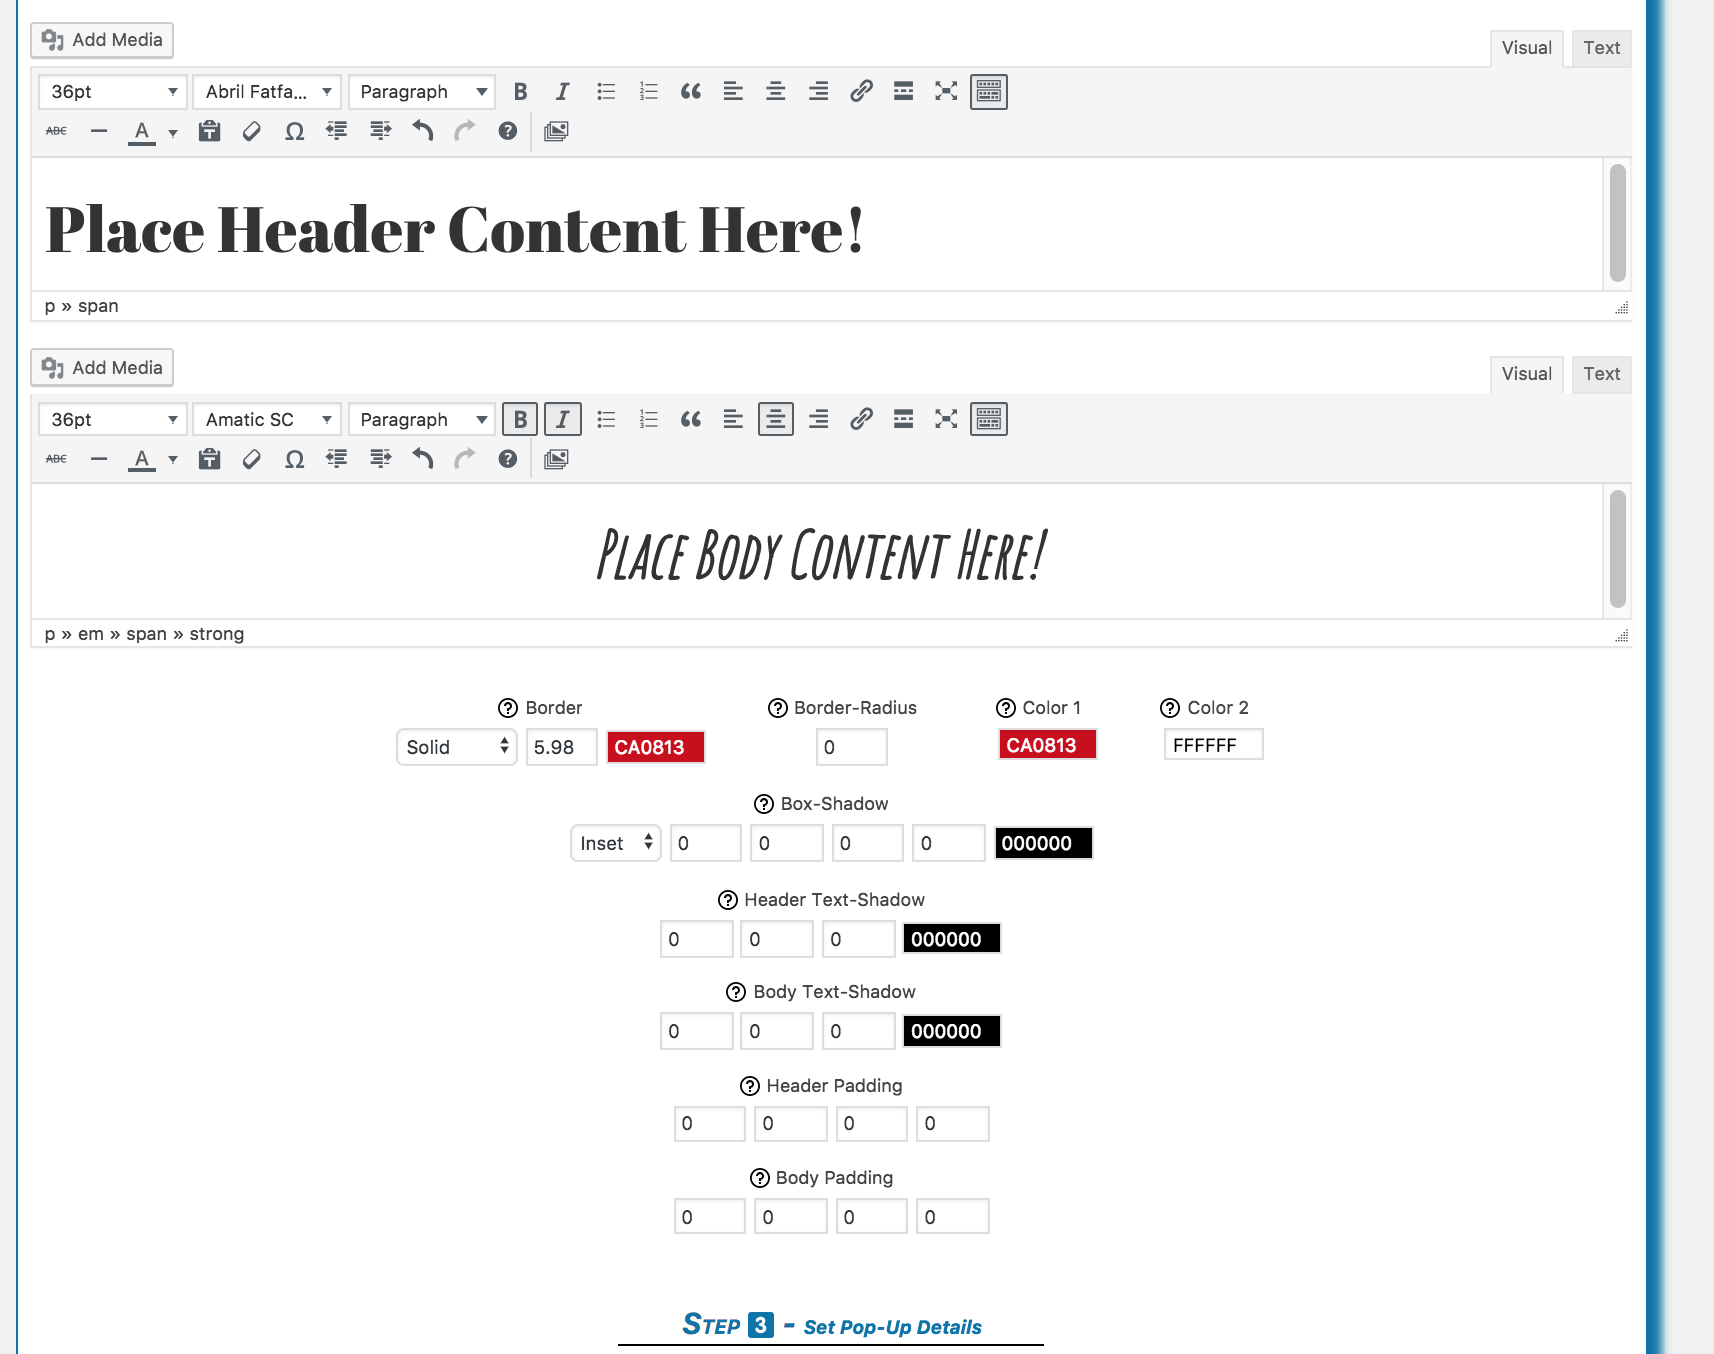 Add Media
Visual Text
36pt Abril Fatfa... Paragraph B I
ABC A Ω
Place Header Content Here!
p » span
Add Media
Visual Text
36pt Amatic SC Paragraph B I
ABC A Ω
Place Body Content Here!
p » em » span » strong
Border Border-Radius Color 1 Color 2
Solid 5.98 CA0813 0 CA0813 FFFFFF
Box-Shadow
Inset 0 0 0 0 000000
Header Text-Shadow
0 0 0 000000
Body Text-Shadow
0 0 0 000000
Header Padding
0 0 0 0
Body Padding
0 0 0 0
Step 3 - Set Pop-Up Details